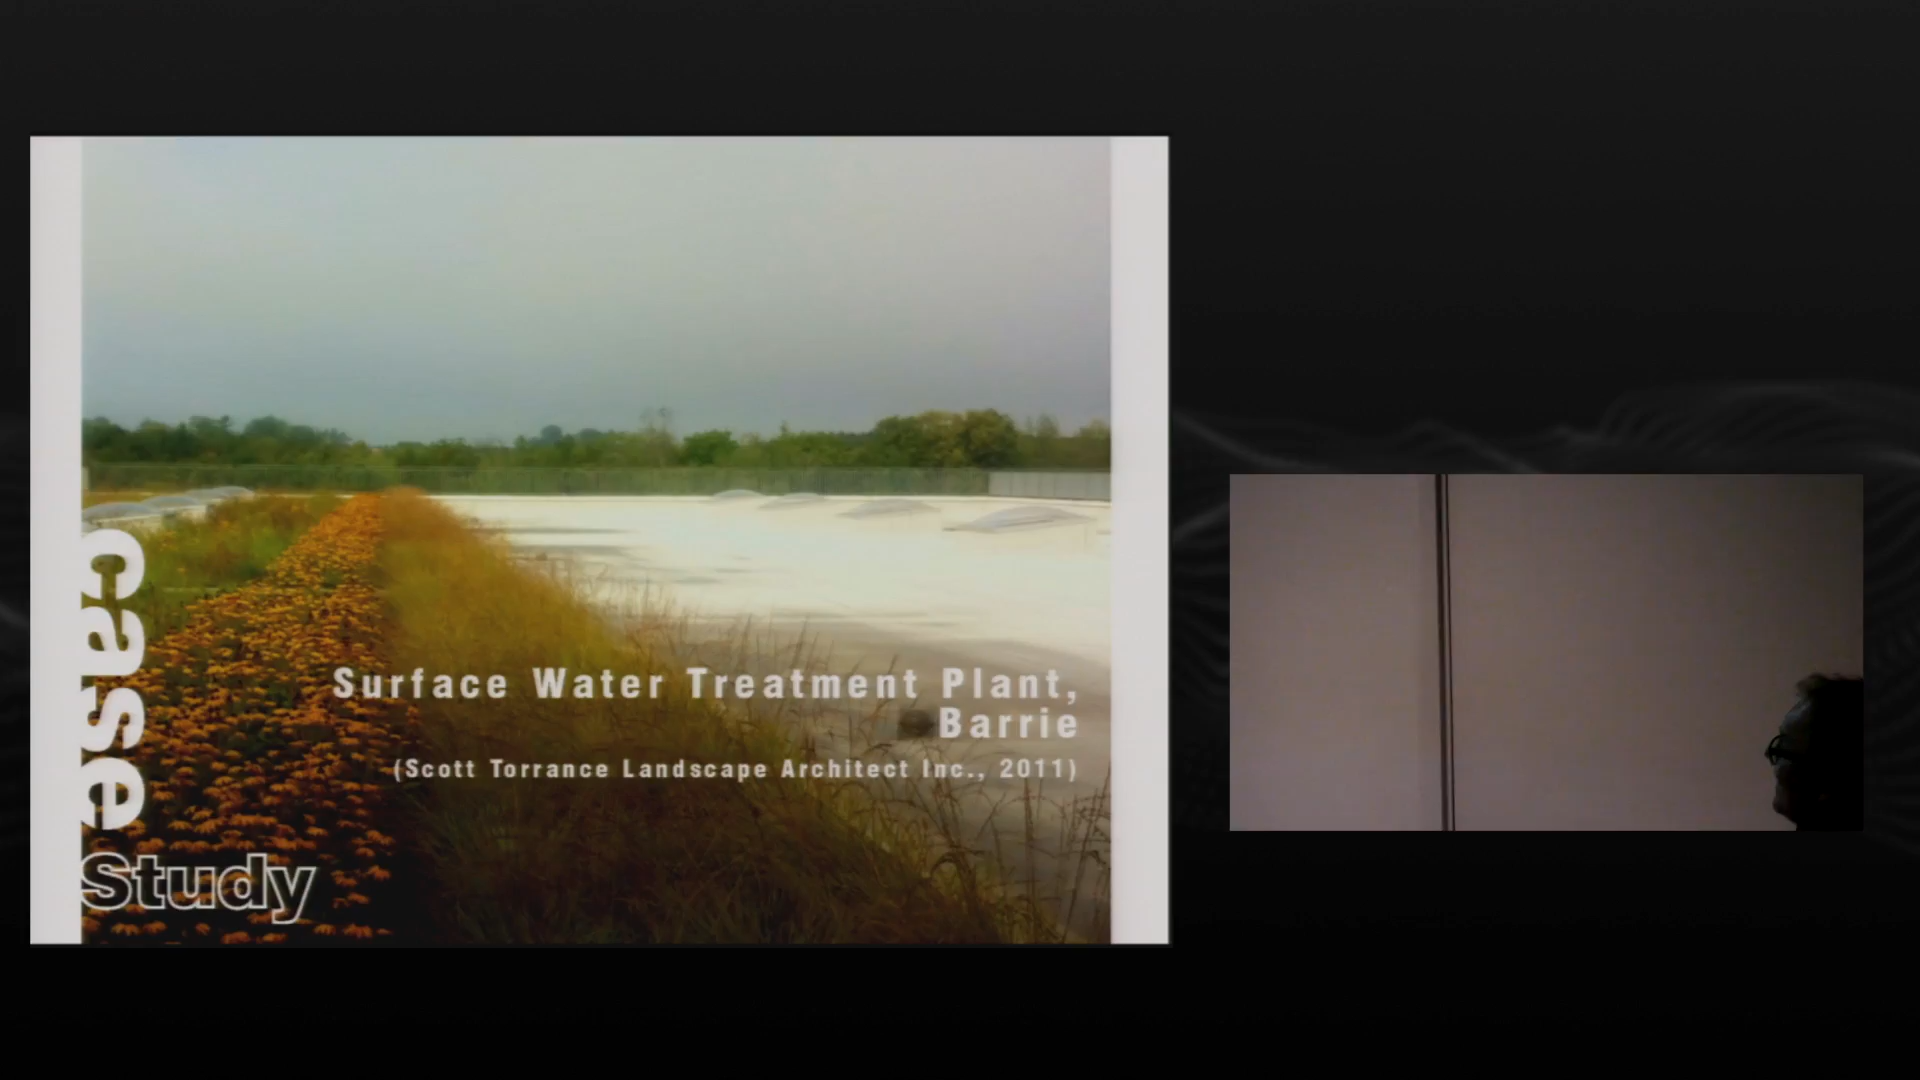 case
Study
Surface Water Treatment Plant,
Barrie
(Scott Torrance Landscape Architect Inc., 2011)